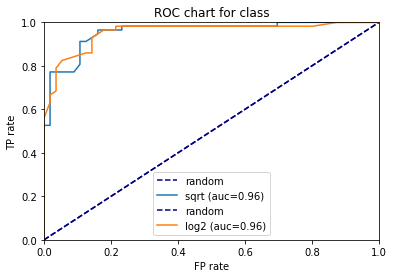 ROC chart for class
TP rate
1.0
0.8
0.6
0.4
0.2
0.0
random
sqrt (auc=0.96)
random
log2 (auc=0.96)
0.0 0.2 0.4 0.6 0.8 1.0
FP rate